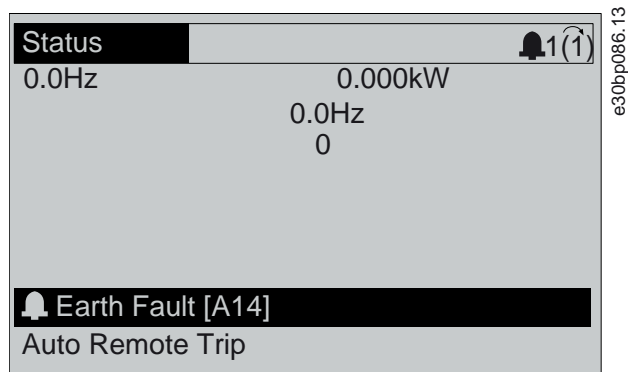 Status 1(1)
0.0Hz 0.000kW
0.0Hz
0
Earth Fault [A14]
Auto Remote Trip
e30bp086.13